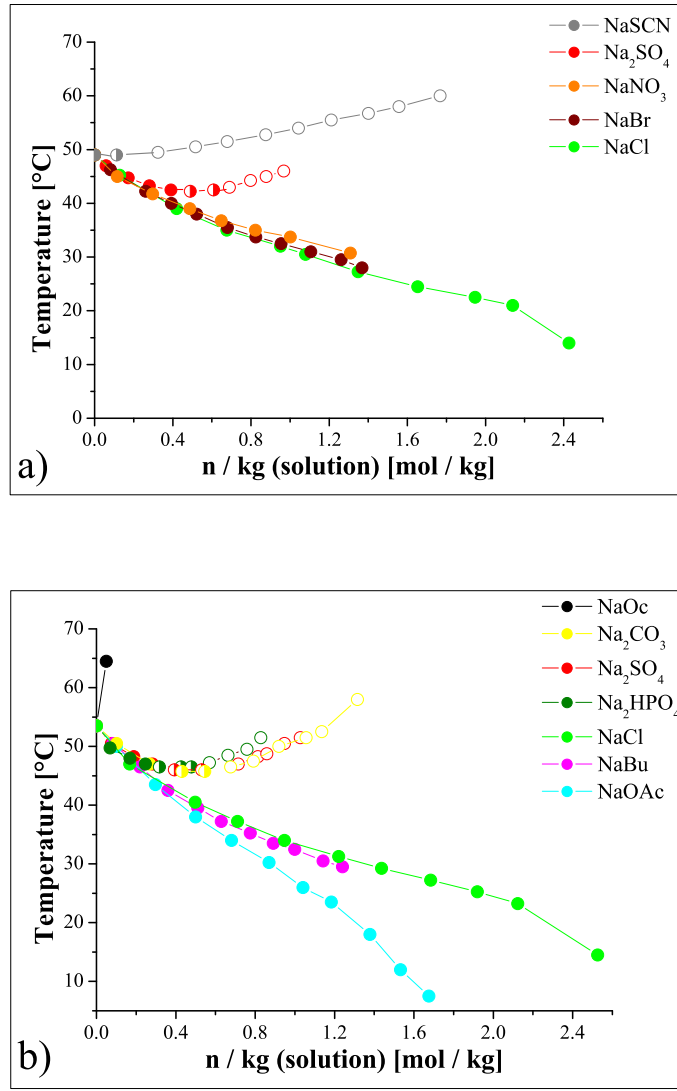 NaSCN
Na₂SO₄
NaNO₃
NaBr
NaCl
70
60
50
40
30
20
10
0
Temperature [°C]
0.0 0.4 0.8 1.2 1.6 2.0 2.4
n / kg (solution) [mol / kg]
a)
NaOc
Na₂CO₃
Na₂SO₄
Na₂HPO₄
NaCl
NaBu
NaOAc
70
60
50
40
30
20
10
Temperature [°C]
0.0 0.4 0.8 1.2 1.6 2.0 2.4
n / kg (solution) [mol / kg]
b)